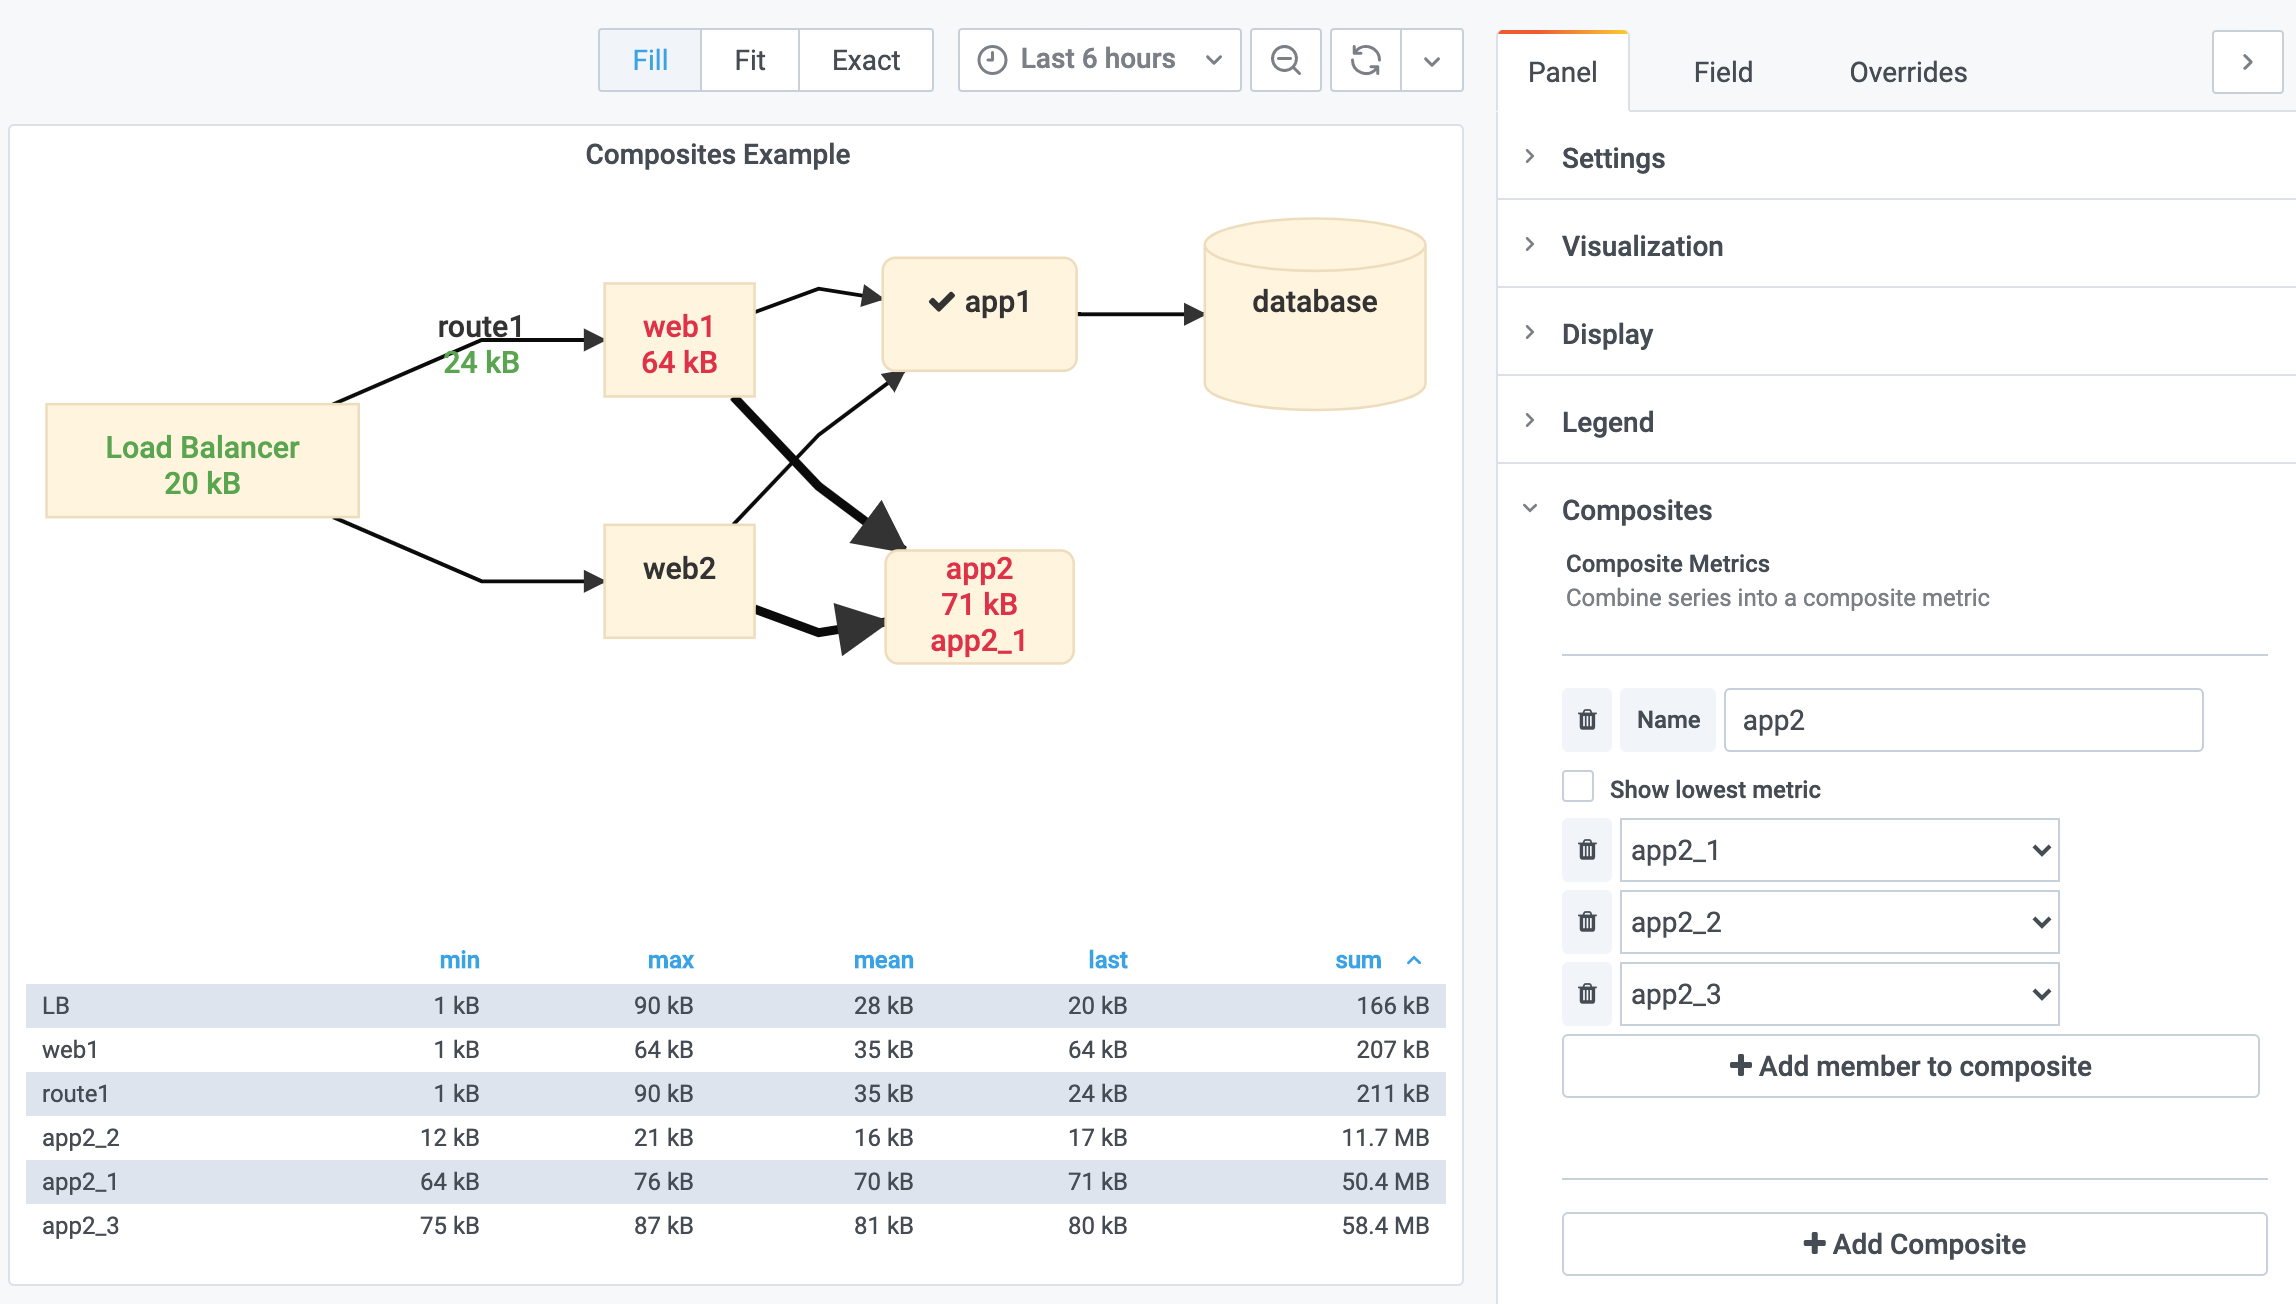 Fill
Fit
Exact
Last 6 hours
Panel
Field
Overrides
Composites Example
route1
24 kB
Load Balancer
20 kB
web1
64 kB
web2
app1
app2
71 kB
app2_1
database
min max mean last sum
LB 1 kB 90 kB 28 kB 20 kB 166 kB
web1 1 kB 64 kB 35 kB 64 kB 207 kB
route1 1 kB 90 kB 35 kB 24 kB 211 kB
app2_2 12 kB 21 kB 16 kB 17 kB 11.7 MB
app2_1 64 kB 76 kB 70 kB 71 kB 50.4 MB
app2_3 75 kB 87 kB 81 kB 80 kB 58.4 MB
Settings
Visualization
Display
Legend
Composites
Composite Metrics
Combine series into a composite metric
Name app2
Show lowest metric
app2_1
app2_2
app2_3
Add member to composite
Add Composite